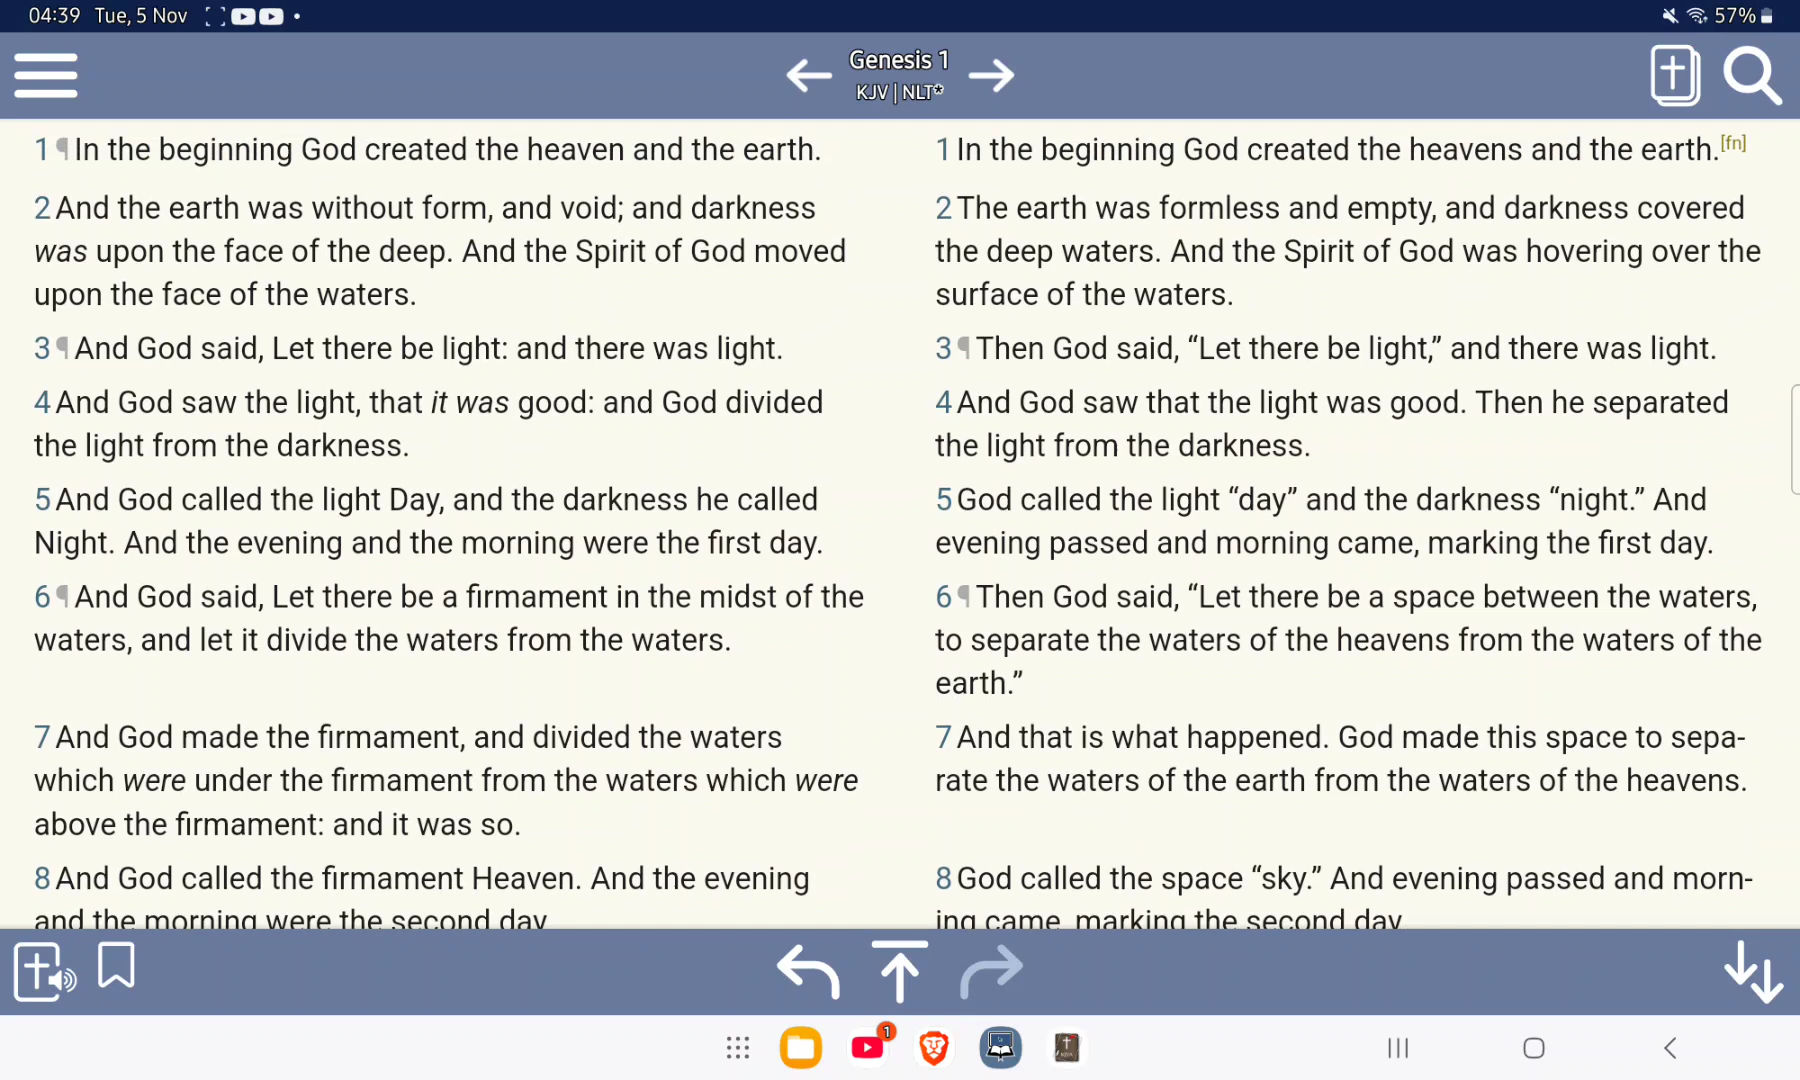 04:39 Tue, 5 Nov
57%
Genesis 1
KJV | NLT*
1 ¶ In the beginning God created the heaven and the earth.
2 And the earth was without form, and void; and darkness
was upon the face of the deep. And the Spirit of God moved
upon the face of the waters.
3 ¶ And God said, Let there be light: and there was light.
4 And God saw the light, that it was good: and God divided
the light from the darkness.
5 And God called the light Day, and the darkness he called
Night. And the evening and the morning were the first day.
6 ¶ And God said, Let there be a firmament in the midst of the
waters, and let it divide the waters from the waters.
7 And God made the firmament, and divided the waters
which were under the firmament from the waters which were
above the firmament: and it was so.
8 And God called the firmament Heaven. And the evening
and the morning were the second day
1 In the beginning God created the heavens and the earth.[fn]
2 The earth was formless and empty, and darkness covered
the deep waters. And the Spirit of God was hovering over the
surface of the waters.
3 ¶ Then God said, “Let there be light,” and there was light.
4 And God saw that the light was good. Then he separated
the light from the darkness.
5 God called the light “day” and the darkness “night.” And
evening passed and morning came, marking the first day.
6 ¶ Then God said, “Let there be a space between the waters,
to separate the waters of the heavens from the waters of the
earth.”
7 And that is what happened. God made this space to sepa-
rate the waters of the earth from the waters of the heavens.
8 God called the space “sky.” And evening passed and morn-
ing came, marking the second day
1